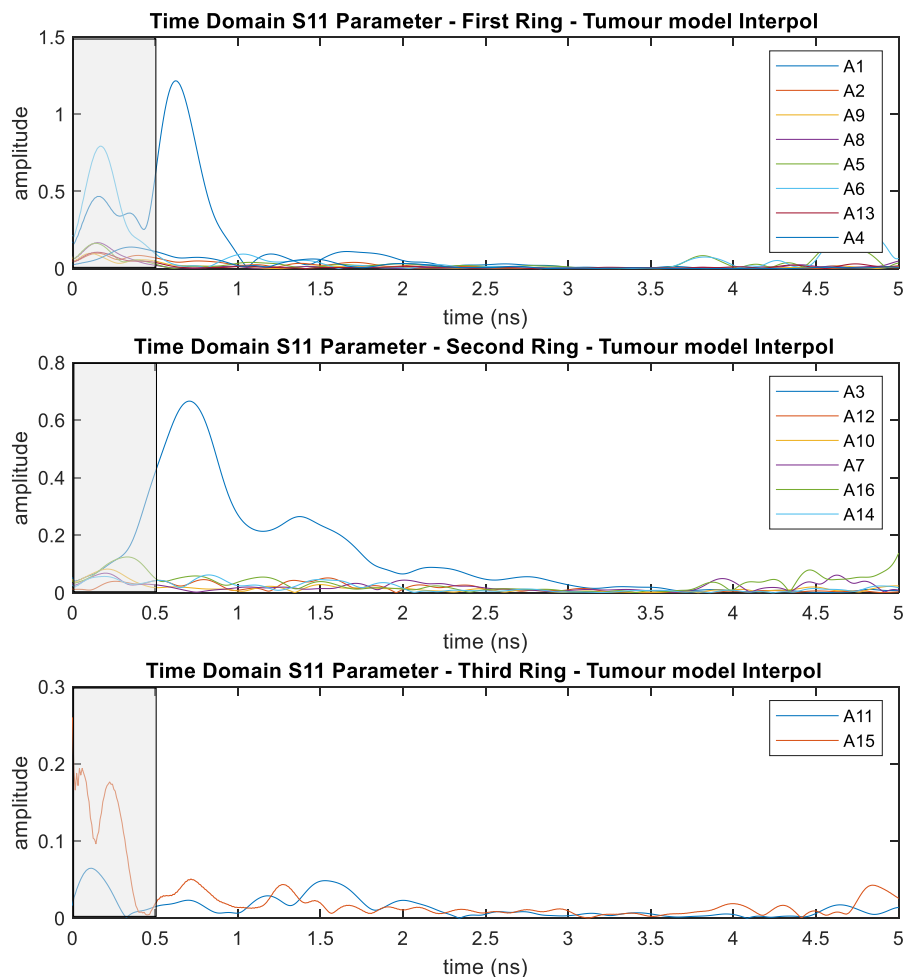 Time Domain S11 Parameter - First Ring - Tumour model Interpol
1.5
1
0.5
0
amplitude
A1
A2
A9
A8
A5
A6
A13
A4
0 0.5 1 1.5 2 2.5 3 3.5 4 4.5 5
time (ns)
Time Domain S11 Parameter - Second Ring - Tumour model Interpol
0.8
0.6
0.4
0.2
0
amplitude
A3
A12
A10
A7
A16
A14
0 0.5 1 1.5 2 2.5 3 3.5 4 4.5 5
time (ns)
Time Domain S11 Parameter - Third Ring - Tumour model Interpol
0.3
0.2
0.1
0
amplitude
A11
A15
0 0.5 1 1.5 2 2.5 3 3.5 4 4.5 5
time (ns)